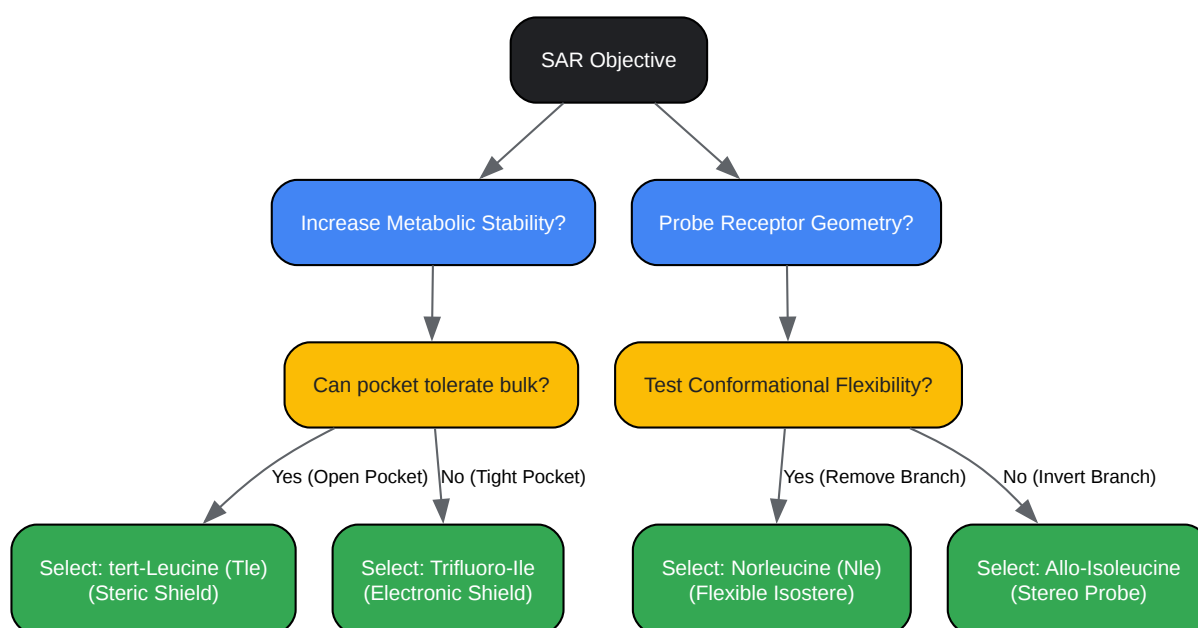 SAR Objective
Increase Metabolic Stability?
Probe Receptor Geometry?
Can pocket tolerate bulk?
Test Conformational Flexibility?
Yes (Open Pocket)
No (Tight Pocket)
Yes (Remove Branch)
No (Invert Branch)
Select: tert-Leucine (Tle)
(Steric Shield)
Select: Trifluoro-Ile
(Electronic Shield)
Select: Norleucine (Nle)
(Flexible Isostere)
Select: Allo-Isoleucine
(Stereo Probe)